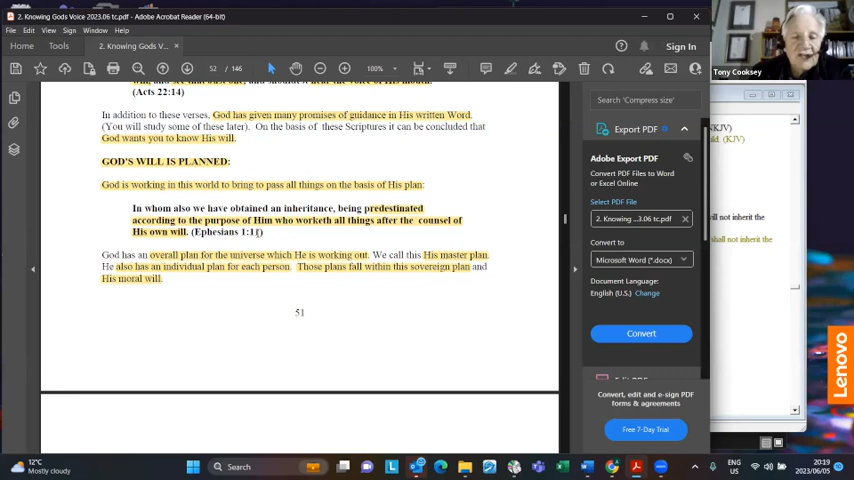 2. Knowing Gods Voice 2023.06 tc.pdf - Adobe Acrobat Reader (64-bit)
File Edit View Sign Window Help
Home Tools 2. Knowing Gods V... × Sign In
52 / 146 100%
Tony Cooksey
(Acts 22:14)
In addition to these verses, God has given many promises of guidance in His written Word.
(You will study some of these later). On the basis of these Scriptures it can be concluded that
God wants you to know His will.
GOD'S WILL IS PLANNED:
God is working in this world to bring to pass all things on the basis of His plan:
In whom also we have obtained an inheritance, being predestinated
according to the purpose of Him who worketh all things after the counsel of
His own will. (Ephesians 1:11)
God has an overall plan for the universe which He is working out. We call this His master plan.
He also has an individual plan for each person. Those plans fall within this sovereign plan and
His moral will.
51
Search 'Compress size'
Export PDF
Adobe Export PDF
Convert PDF Files to Word
or Excel Online
Select PDF File
2. Knowing ...3.06 tc.pdf
Convert to
Microsoft Word (*.docx)
Document Language:
English (U.S.) Change
Convert
Convert, edit and e-sign PDF
forms & agreements
Free 7-Day Trial
NKJV)
ild. (KJV)
will not inherit the
shall not inherit the
Lenovo
12°C
Mostly cloudy
Search
ENG
US
20:19
2023/06/05